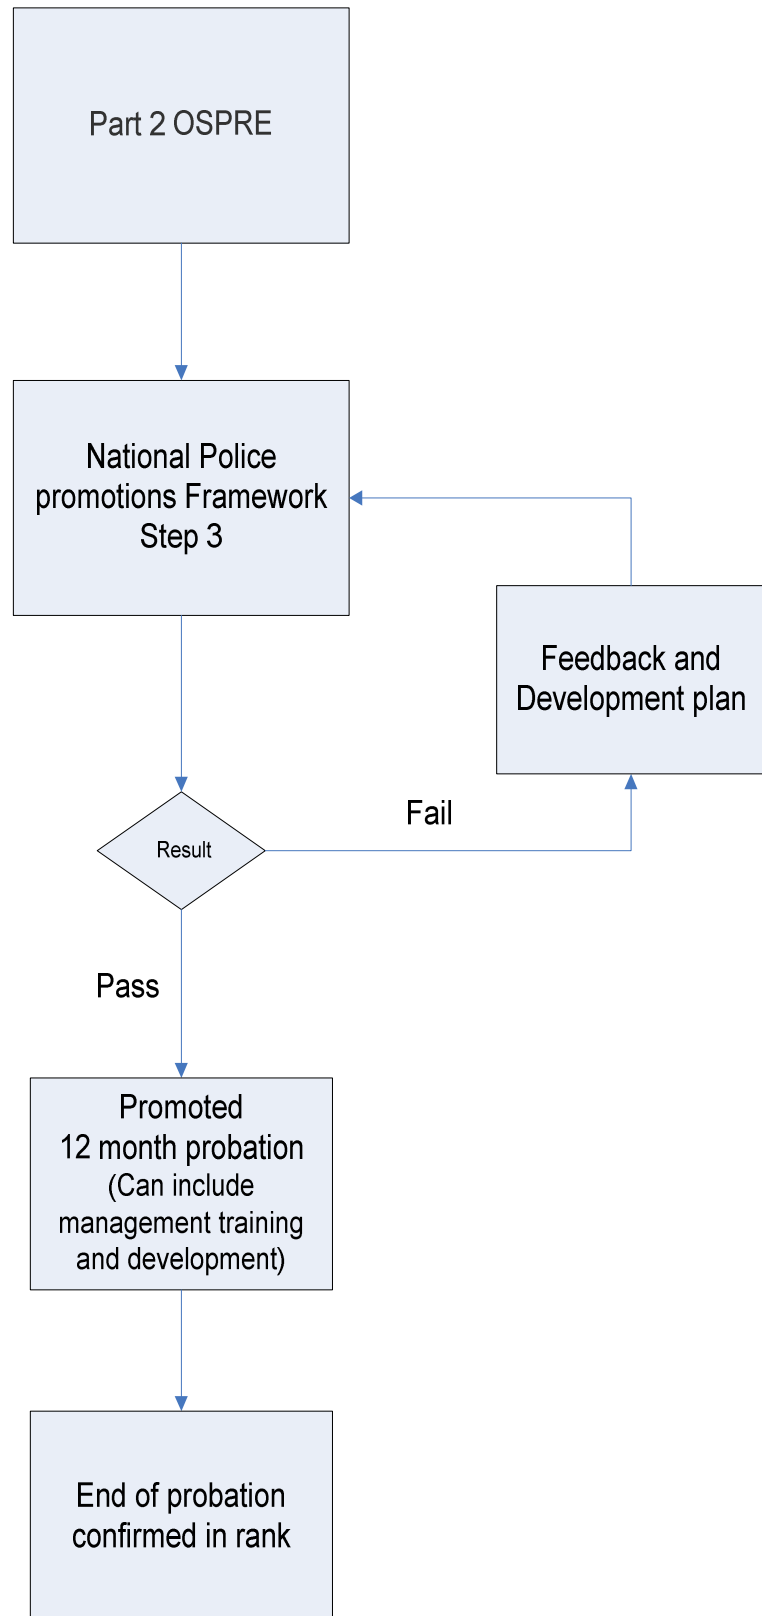 Part 2 OSPRE
National Police
promotions Framework
Step 3
Feedback and
Development plan
Result
Fail
Pass
Promoted
12 month probation
(Can include
management training
and development)
End of probation
confirmed in rank